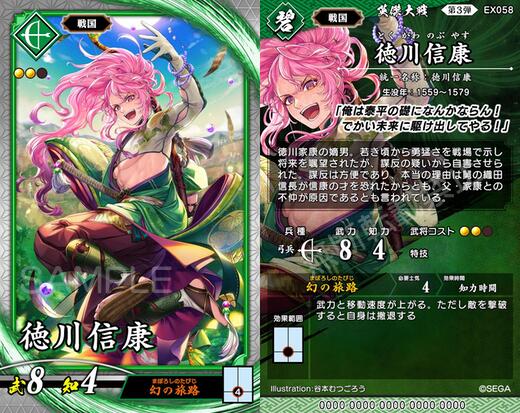 戦国
SAMPLE
徳川信康
武8 知4
まぼろしのたびじ
幻の旅路
4
碧
戦国
英傑大戦
第3弾
EX058
とくがわのぶやす
徳川信康
統一名称:徳川信康
生没年:1559~1579
「俺は泰平の礎になんかならん!
でかい未来に駆け出してやる!」
徳川家康の嫡男。若き頃から勇猛さを戦場で示し
将来を嘱望されたが、謀反の疑いから自害させら
れた。謀反は方便であり、本当の理由は舅の織田
信長が信康の才を恐れたからとも、父・家康との
不仲が原因であるとも言われている。
兵種 武力 知力 武将コスト
弓兵 8 4 特技
まぼろしのたびじ
幻の旅路
必要士気
4
効果時間
知力時間
効果範囲
武力と移動速度が上がる。ただし敵を撃破
すると自身は撤退する
Illustration:谷本むつごろう
©SEGA
0000 0000 0000 0000 0000